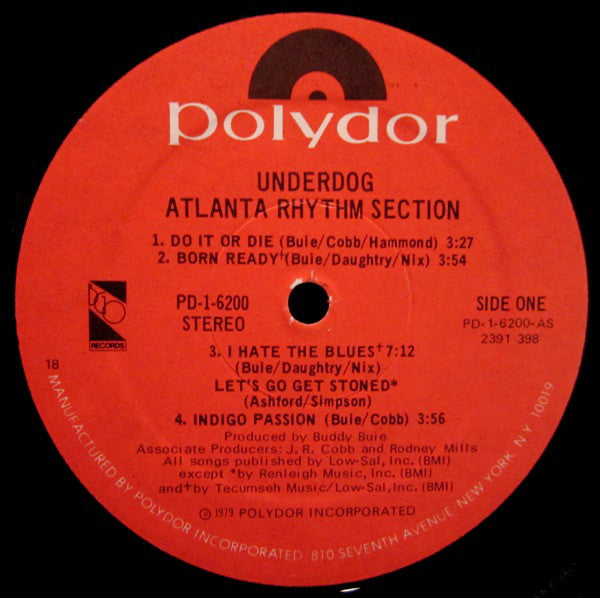 polydor
UNDERDOG
ATLANTA RHYTHM SECTION
1. DO IT OR DIE (Buie/Cobb/Hammond) 3:27
2. BORN READY†(Buie/Daughtry/Nix) 3:54
PD-1-6200
STEREO
SIDE ONE
PD-1-6200-AS
2391 398
RECORDS
18
3. I HATE THE BLUES†7:12
(Buie/Daughtry/Nix)
LET'S GO GET STONED*
(Ashford/Simpson)
4. INDIGO PASSION (Buie/Cobb) 3:56
Produced by Buddy Buie
Associate Producers: J. R. Cobb and Rodney Mills
All songs published by Low-Sal, Inc. (BMI)
except *by Renleigh Music, Inc. (BMI)
and†by Tecumseh Music/Low-Sal, Inc. (BMI)
℗ 1979 POLYDOR INCORPORATED
MANUFACTURED BY POLYDOR INCORPORATED. 810 SEVENTH AVENUE, NEW YORK, N.Y. 10019